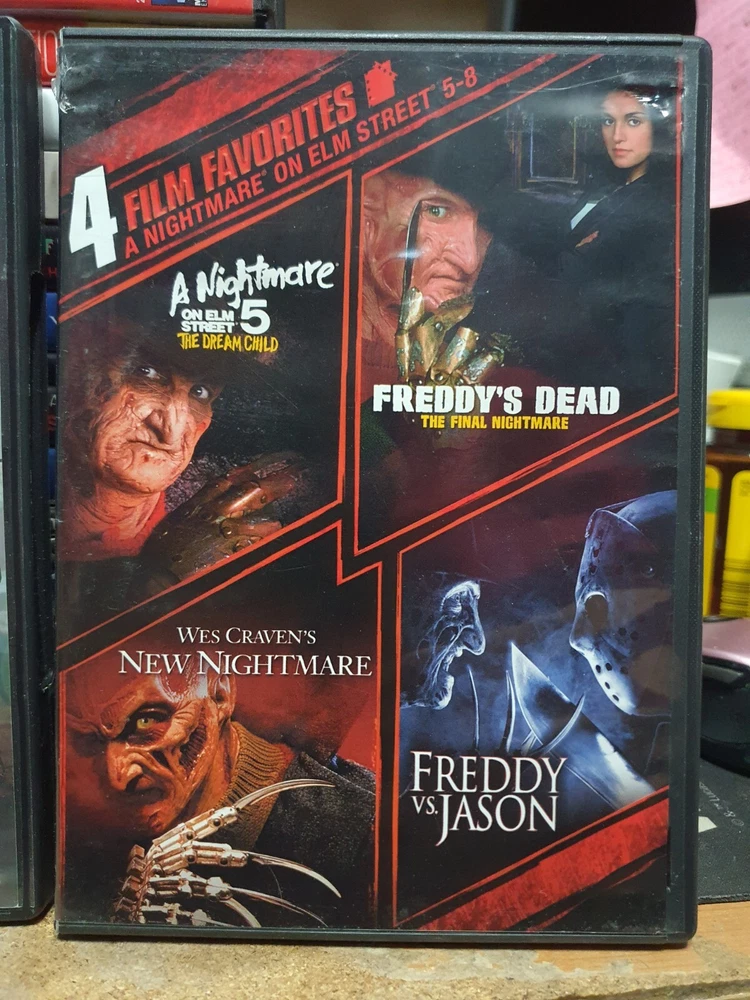 4 FILM FAVORITES
A NIGHTMARE ON ELM STREET 5-8
A Nightmare
ON ELM
STREET 5
THE DREAM CHILD
FREDDY'S DEAD
THE FINAL NIGHTMARE
WES CRAVEN'S
NEW NIGHTMARE
FREDDY
VS. JASON